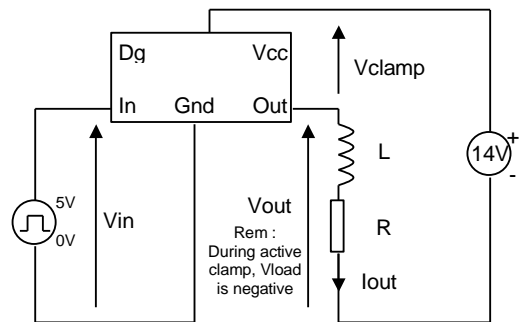 Dg
Vcc
In
Gnd
Out
Vclamp
L
14V
+
-
5V
0V
Vin
Vout
Rem :
During active
clamp, Vload
is negative
R
Iout